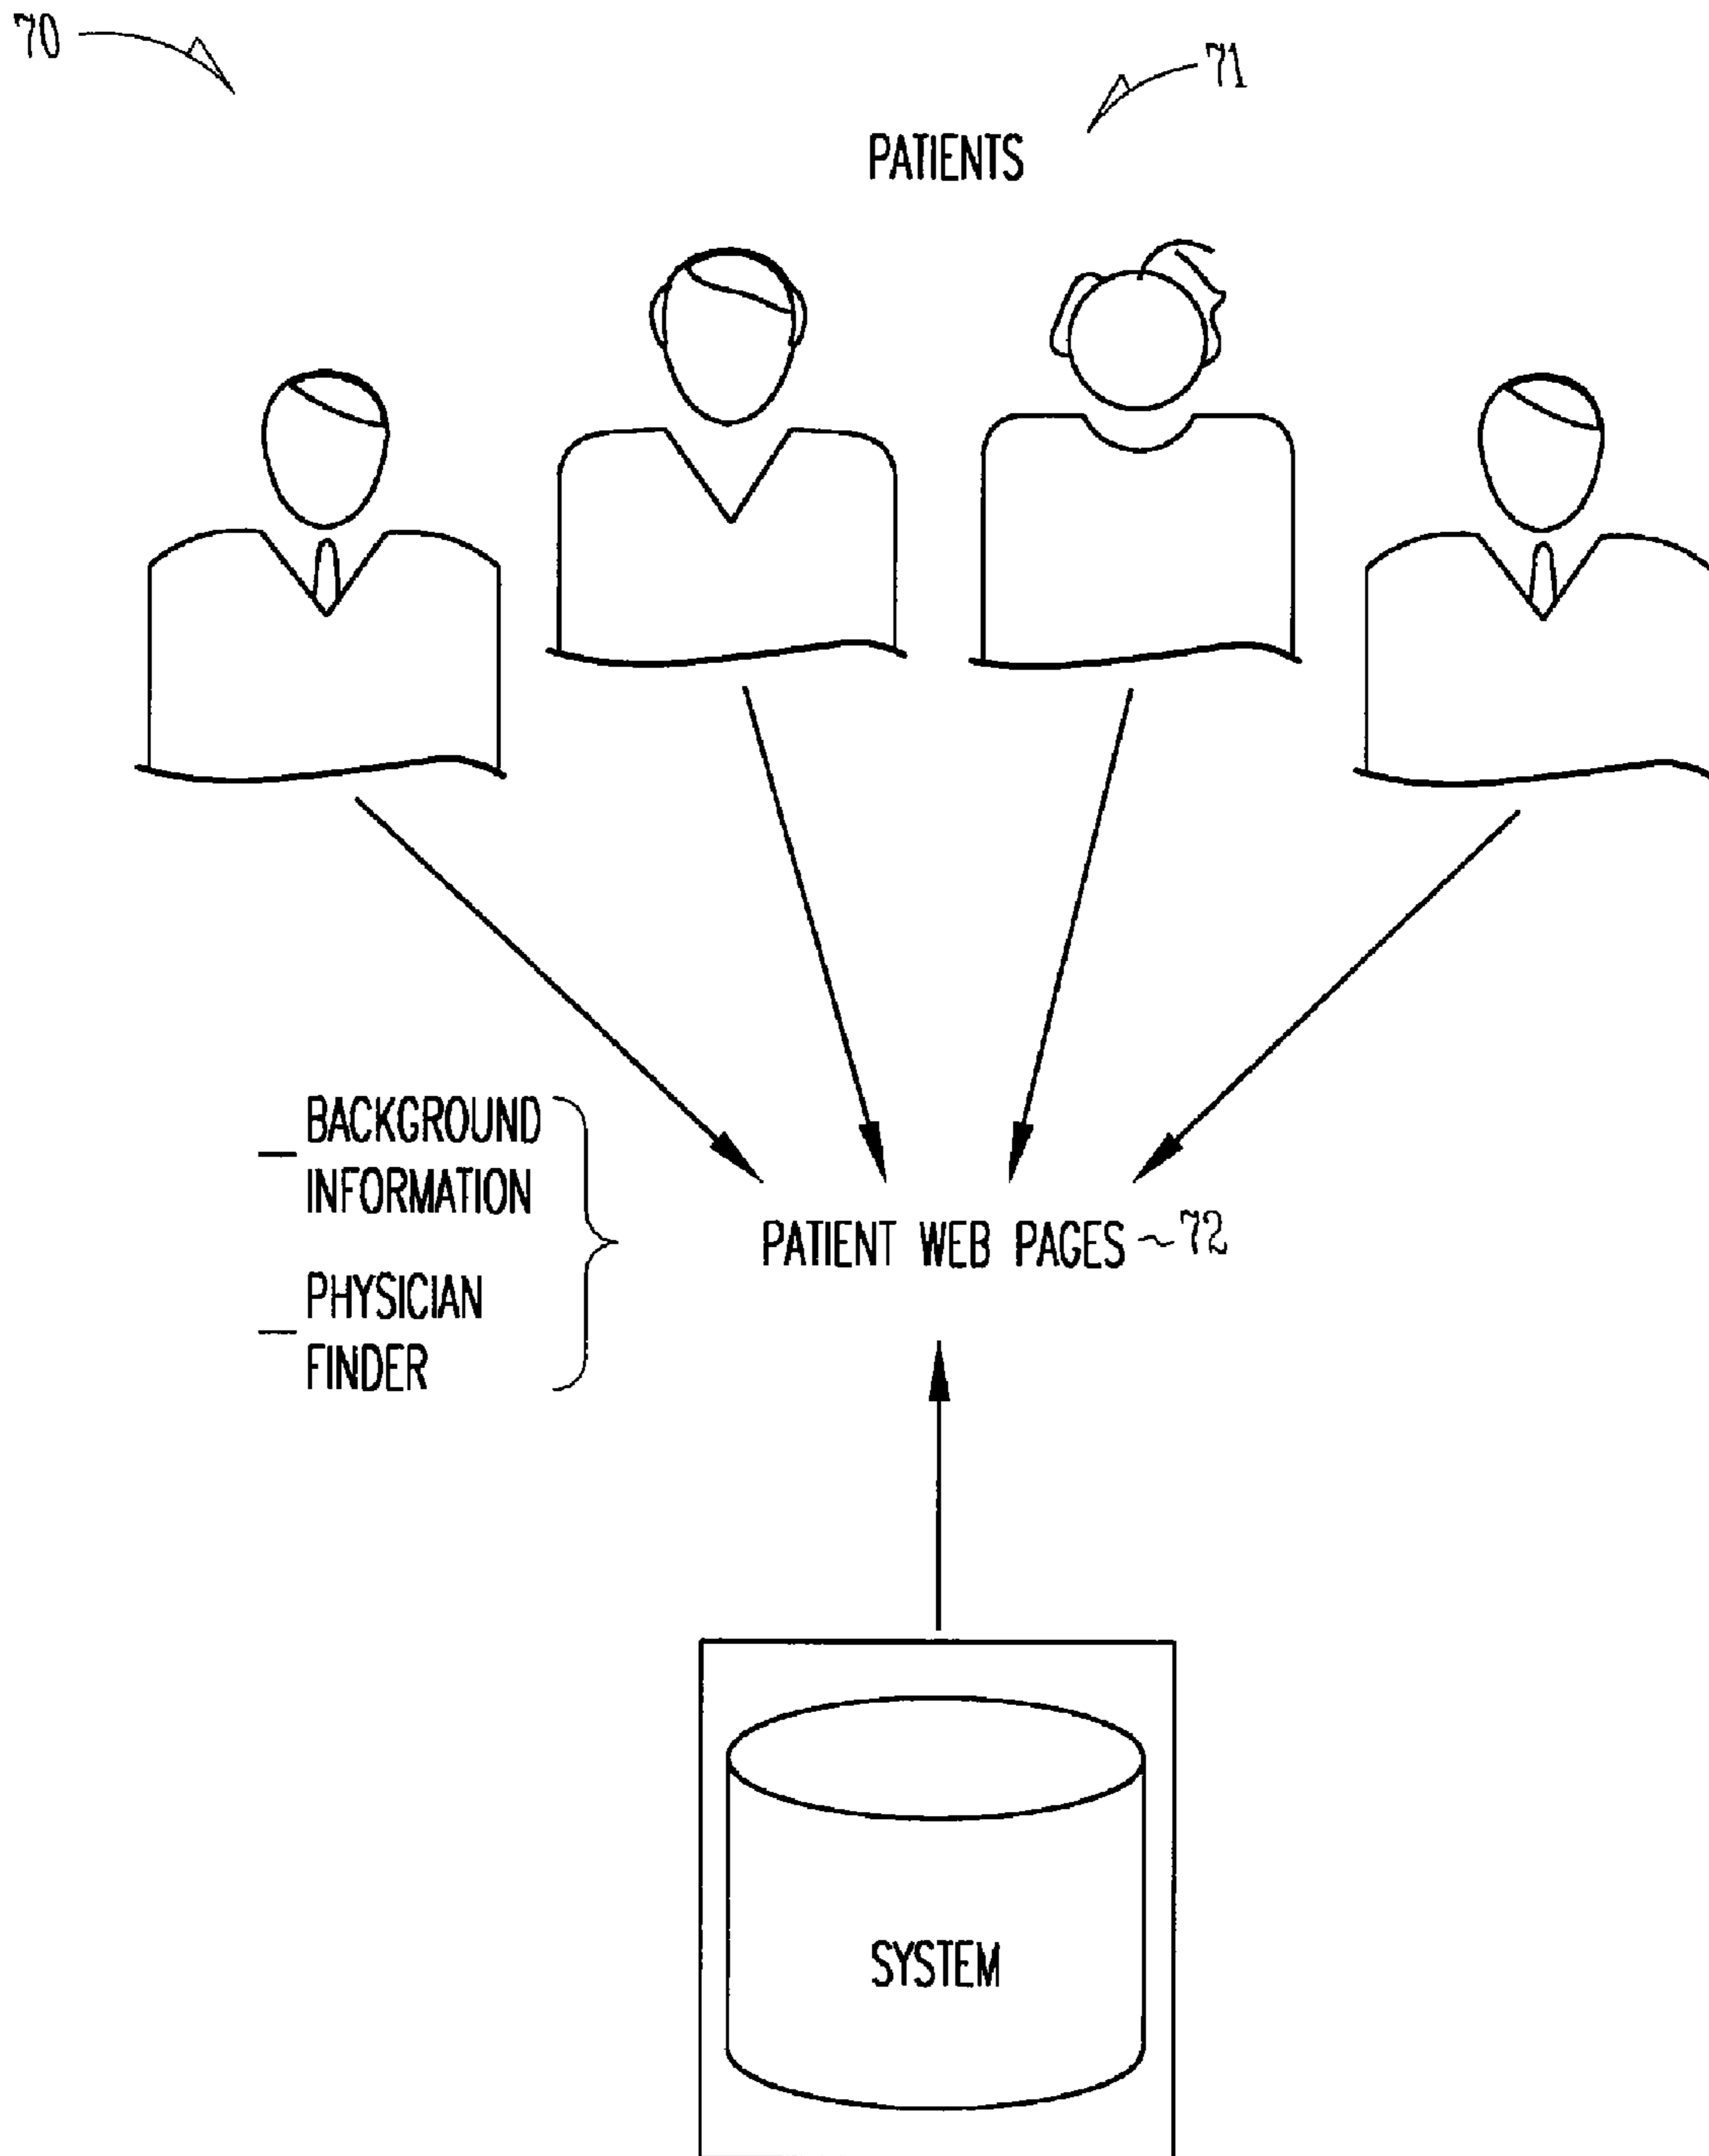 70
71
PATIENTS
BACKGROUND
INFORMATION
PATIENT WEB PAGES ~72
PHYSICIAN
FINDER
SYSTEM